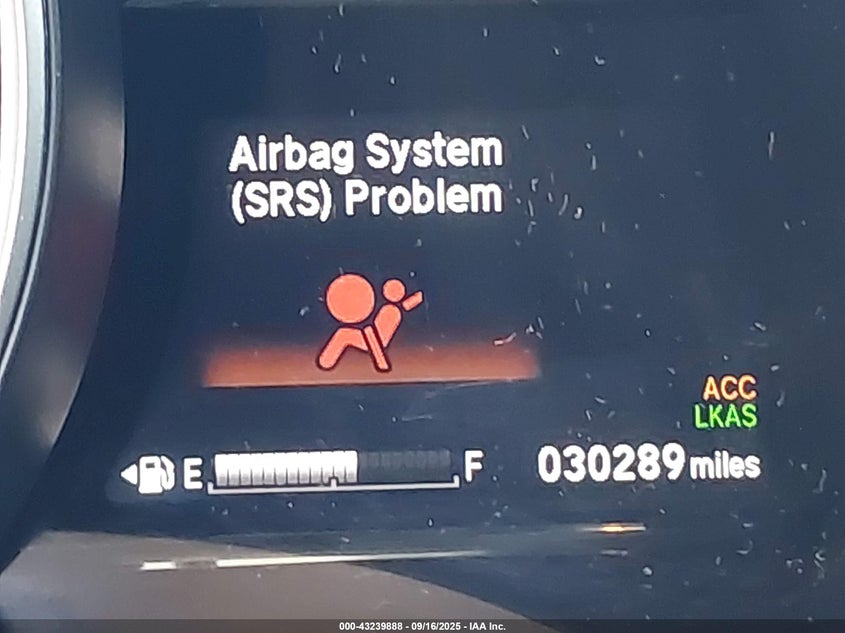 Airbag System
(SRS) Problem
ACC
LKAS
E F 030289 miles
000-43239888 - 09/16/2025 - IAA Inc.